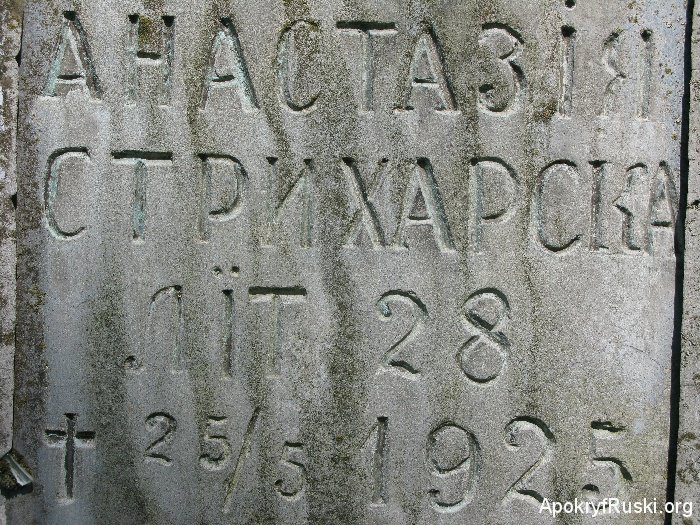 АНАСТАЗІЯ
СТРИХАРСКА
ЛЇТ 28
† 25/5 1925
ApokryfRuski.org